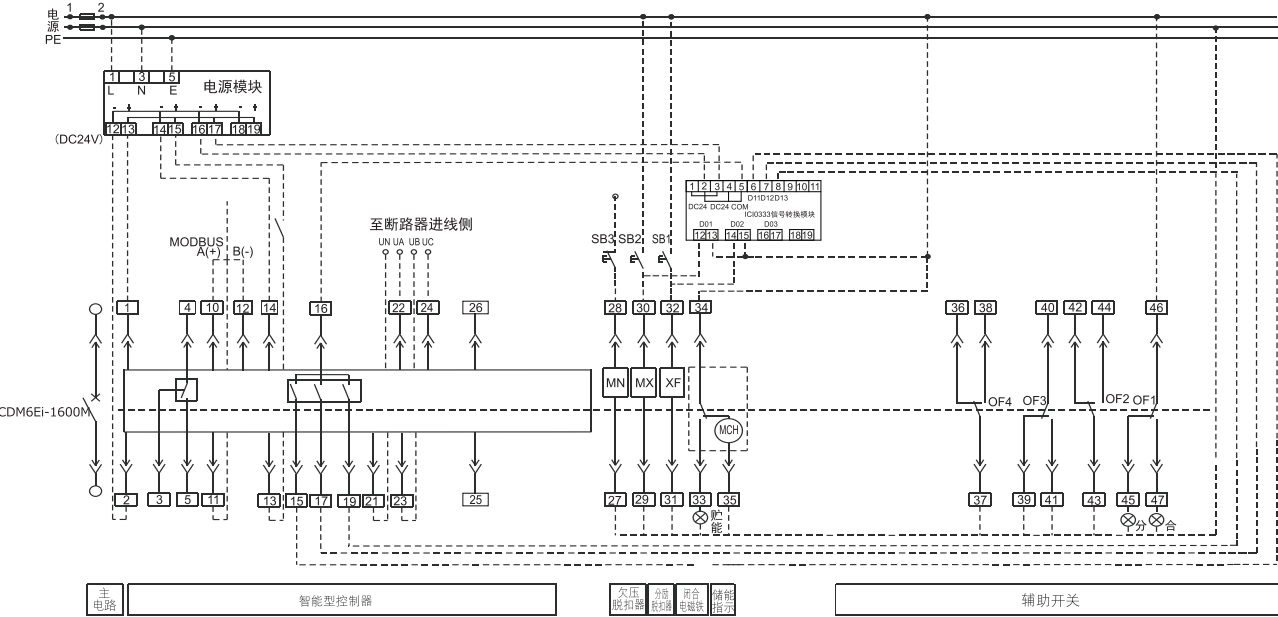 电
源
1 2
PE
1 3 5
L N E
电源模块
- + - + - + - +
12 13 14 15 16 17 18 19
(DC24V)
1 2 3 4 5 6 7 8 9 10 11
D11 D12 D13
DC24 DC24 COM
ICI0333信号转换模块
D01 D02 D03
12 13 14 15 16 17 18 19
至断路器进线侧
UN UA UB UC
MODBUS
A(+) B(-)
SB3 SB2 SB1
1 4 10 12 14 16 22 24 26 28 30 32 34 36 38 40 42 44 46
MN MX XF
CDM6Ei-1600M
MCH
OF4 OF3 OF2 OF1
2 3 5 11 13 15 17 19 21 23 25 27 29 31 33 35 37 39 41 43 45 47
贮
能
分 合
主
电路
智能型控制器
欠压
脱扣器
分励
脱扣器
闭合
电磁铁
储能
指示
辅助开关